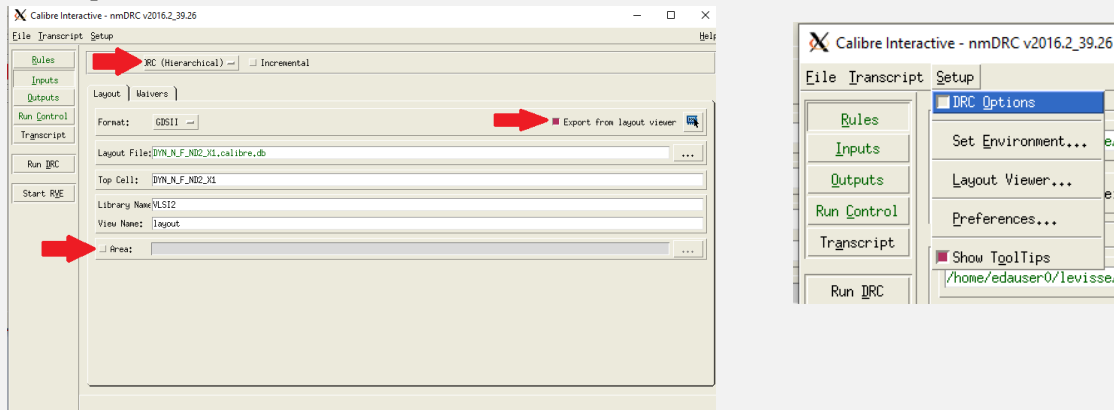 Calibre Interactive - nmDRC v2016.2_39.26
File Transcript Setup Help
Rules
Inputs
Outputs
Run Control
Transcript
Run DRC
Start RVE
DRC (Hierarchical) Incremental
Layout Waivers
Format: GDSII Export from layout viewer
Layout File: DYN_N_F_ND2_X1.calibre.db ...
Top Cell: DYN_N_F_ND2_X1
Library Name VLSI2
View Name: layout
Area: ...
Calibre Interactive - nmDRC v2016.2_39.26
File Transcript Setup
Rules
Inputs
Outputs
Run Control
Transcript
Run DRC
DRC Options
Set Environment...
Layout Viewer...
Preferences...
Show ToolTips
/home/edauser0/levisse/